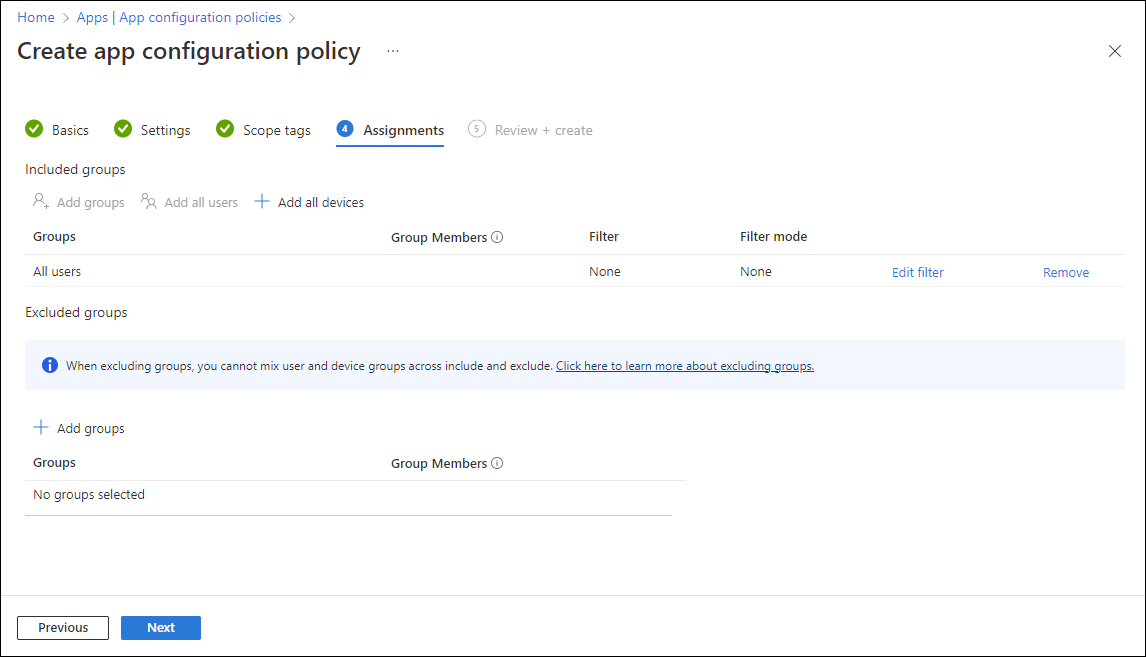 Home > Apps | App configuration policies >
Create app configuration policy ...
Basics Settings Scope tags 4 Assignments 5 Review + create
Included groups
Add groups Add all users + Add all devices
Groups Group Members Filter Filter mode
All users None None Edit filter Remove
Excluded groups
When excluding groups, you cannot mix user and device groups across include and exclude. Click here to learn more about excluding groups.
+ Add groups
Groups Group Members
No groups selected
Previous Next